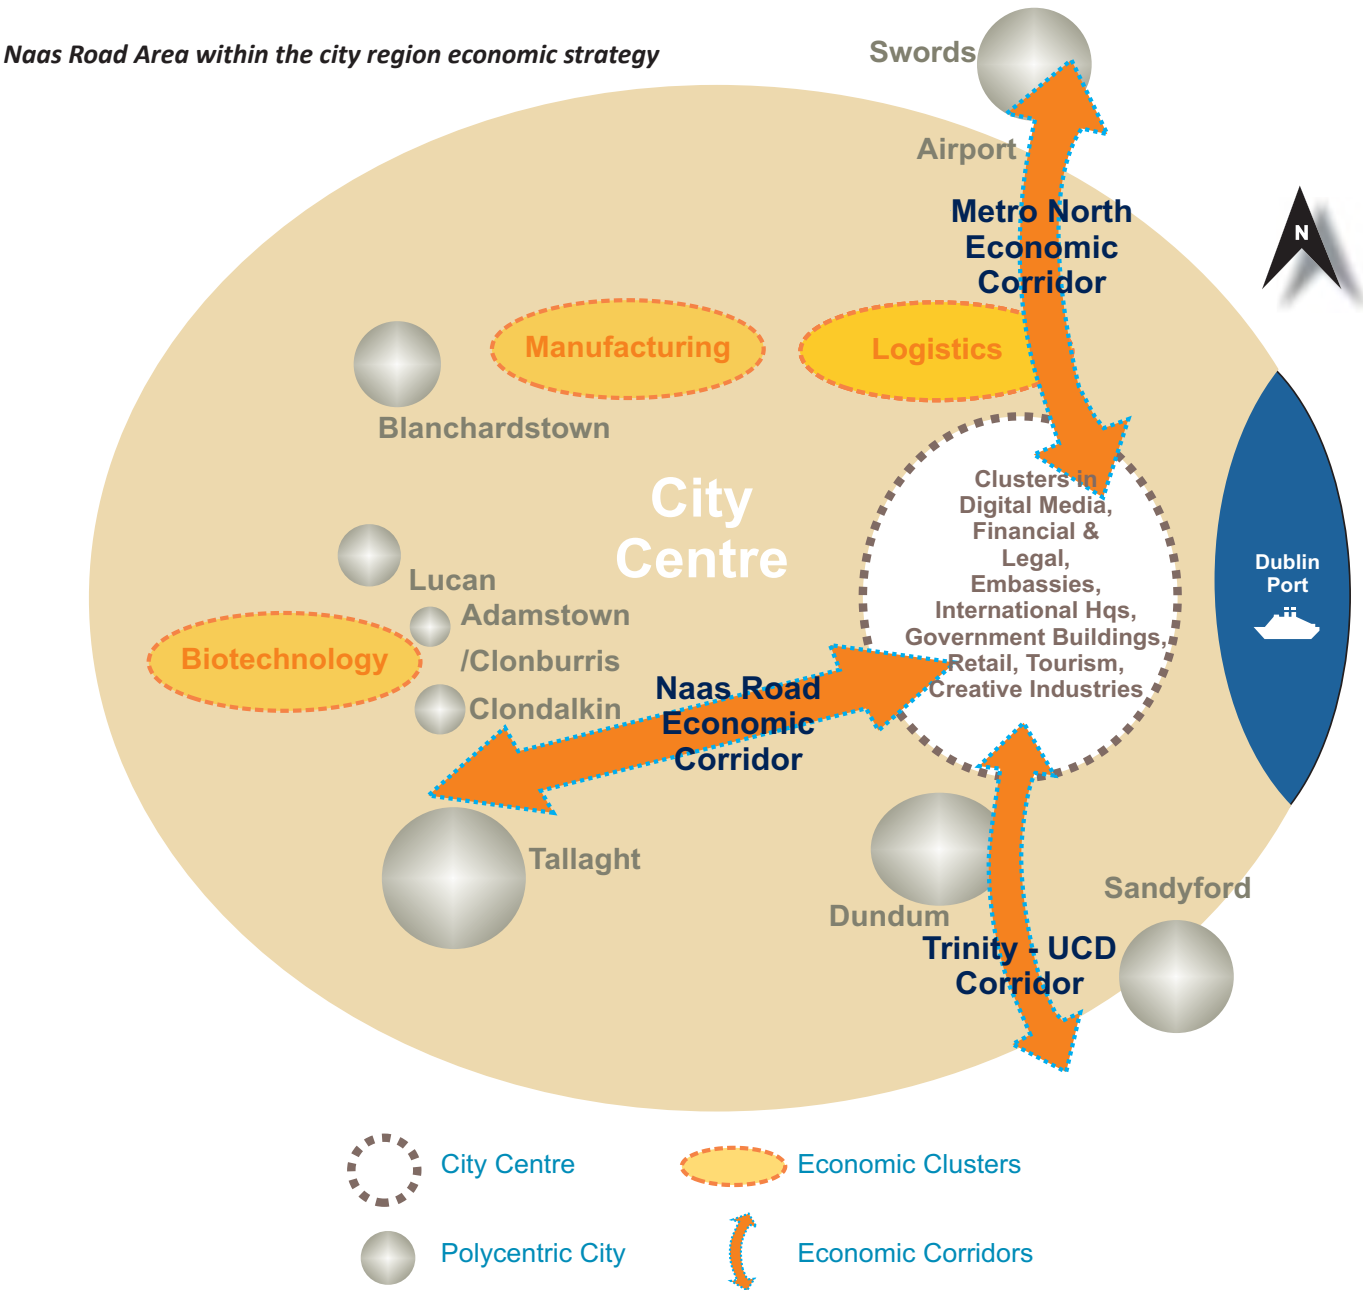 Naas Road Area within the city region economic strategy
Swords
Airport
Metro North
Economic
Corridor
N
Manufacturing
Logistics
Blanchardstown
City
Centre
Clusters in
Digital Media,
Financial &
Legal,
Embassies,
International Hqs,
Government Buildings,
Retail, Tourism,
Creative Industries
Dublin
Port
Lucan
Adamstown
/Clonburris
Biotechnology
Clondalkin
Naas Road
Economic
Corridor
Tallaght
Dundum
Sandyford
Trinity - UCD
Corridor
City Centre
Economic Clusters
Polycentric City
Economic Corridors